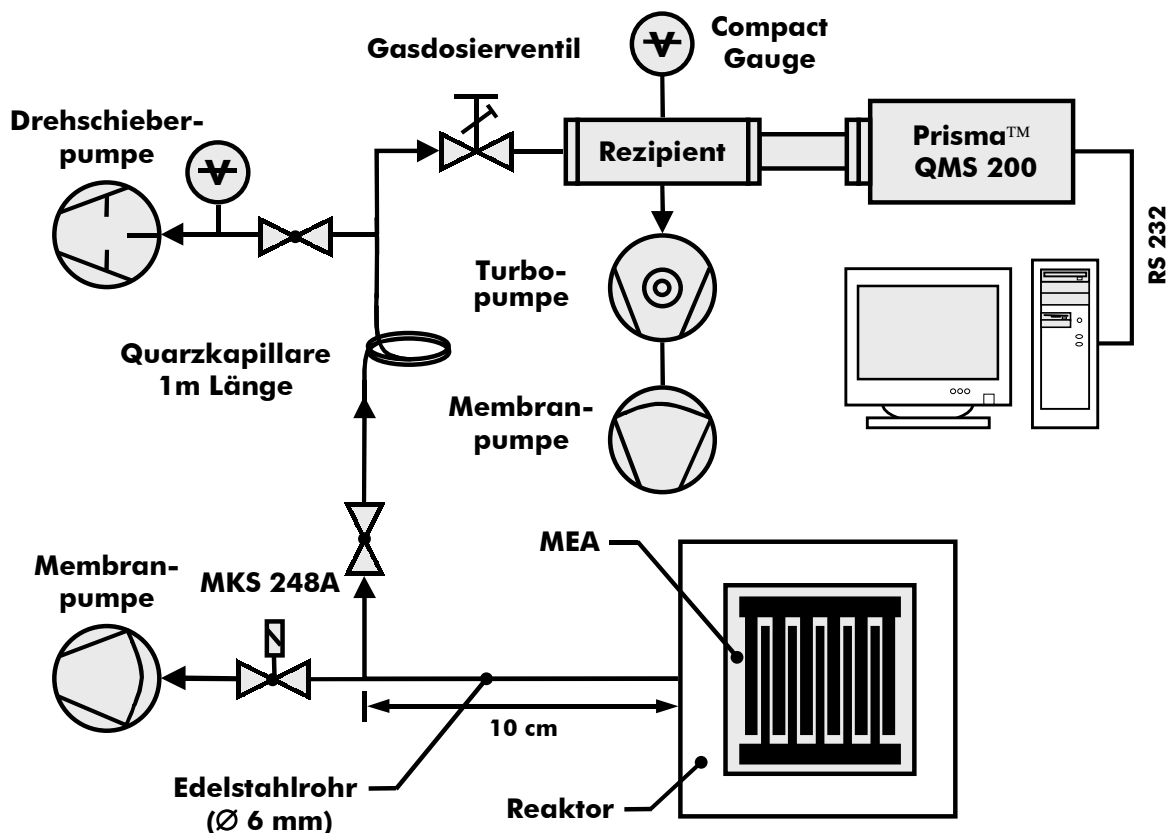 Gasdosierventil
Compact
Gauge
Drehschieber-
pumpe
Rezipient
Prisma™
QMS 200
RS 232
Turbo-
pumpe
Quarzkapillare
1m Länge
Membran-
pumpe
MEA
Membran-
pumpe
MKS 248A
10 cm
Edelstahlrohr
(Ø 6 mm)
Reaktor